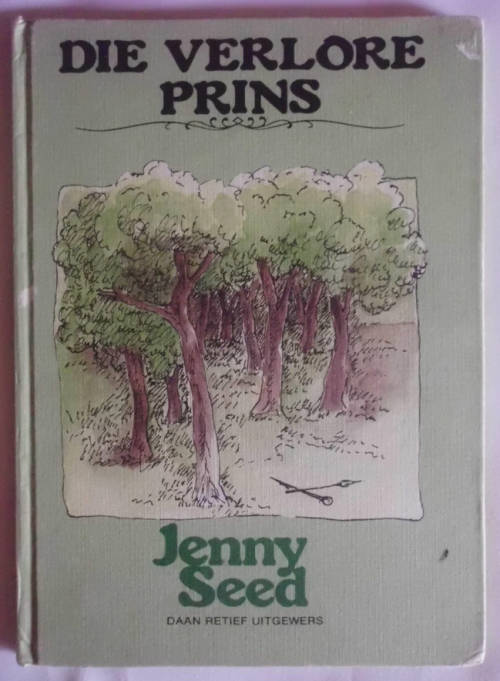 DIE VERLORE
PRINS
Jenny
Seed
DAAN RETIEF UITGEWERS